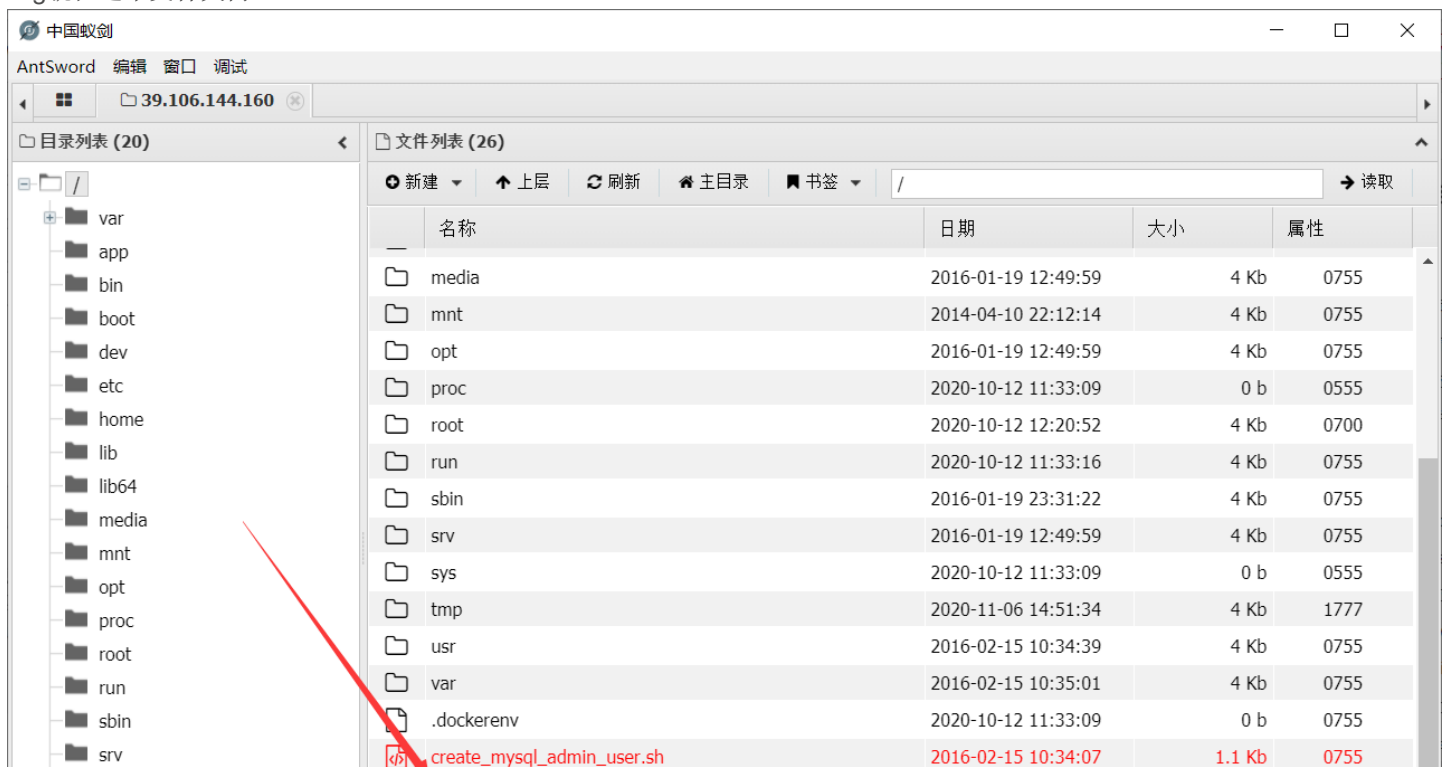 中国蚁剑
AntSword 编辑 窗口 调试
39.106.144.160
目录列表 (20)
文件列表 (26)
新建 上层 刷新 主目录 书签 / 读取
名称 日期 大小 属性
/
var
app
bin
boot
dev
etc
home
lib
lib64
media
mnt
opt
proc
root
run
sbin
srv
media 2016-01-19 12:49:59 4 Kb 0755
mnt 2014-04-10 22:12:14 4 Kb 0755
opt 2016-01-19 12:49:59 4 Kb 0755
proc 2020-10-12 11:33:09 0 b 0555
root 2020-10-12 12:20:52 4 Kb 0700
run 2020-10-12 11:33:16 4 Kb 0755
sbin 2016-01-19 23:31:22 4 Kb 0755
srv 2016-01-19 12:49:59 4 Kb 0755
sys 2020-10-12 11:33:09 0 b 0555
tmp 2020-11-06 14:51:34 4 Kb 1777
usr 2016-02-15 10:34:39 4 Kb 0755
var 2016-02-15 10:35:01 4 Kb 0755
.dockerenv 2020-10-12 11:33:09 0 b 0755
create_mysql_admin_user.sh 2016-02-15 10:34:07 1.1 Kb 0755